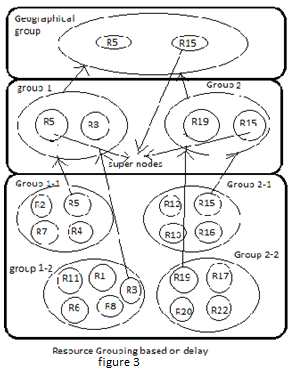 Geographical
group
R5
R15
group 1
Group 2
R5
R3
R19
R15
super nodes
Group 1-1
Group 2-1
R2
R5
R12
R15
R7
R4
R13
R16
Group 2-2
group 1-2
R11
R1
R3
R19
R17
R6
R8
R20
R22
Resource Grouping based on delay
figure 3